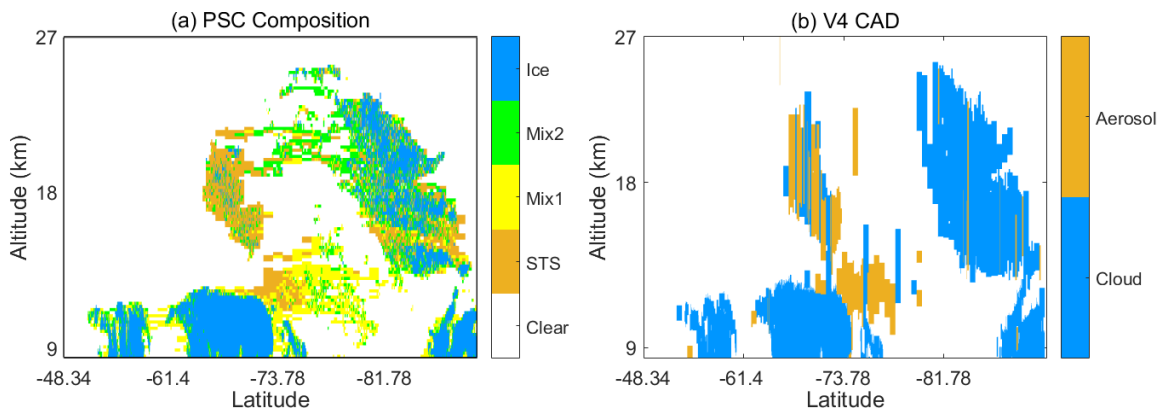 (a) PSC Composition
27
18
9
Altitude (km)
-48.34 -61.4 -73.78 -81.78
Latitude
Ice
Mix2
Mix1
STS
Clear
(b) V4 CAD
27
18
9
Altitude (km)
-48.34 -61.4 -73.78 -81.78
Latitude
Aerosol
Cloud